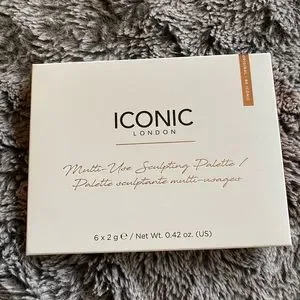 ICONIC
LONDON
Multi-Use Sculpting Palette /
Palette sculptante multi-usages
6 x 2 g ℮ / Net Wt. 0.42 oz. (US)